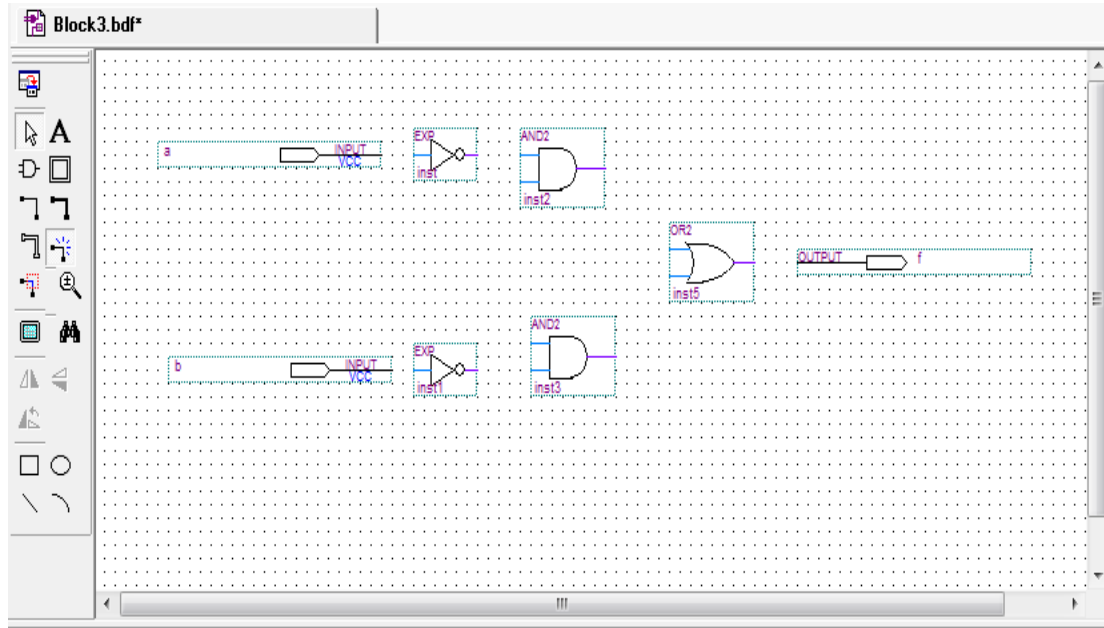 Block3.bdf*
A
EXP
AND2
a
INPUT
VCC
inst
inst2
OR2
OUTPUT
f
inst5
AND2
b
INPUT
VCC
EXP
inst1
inst3